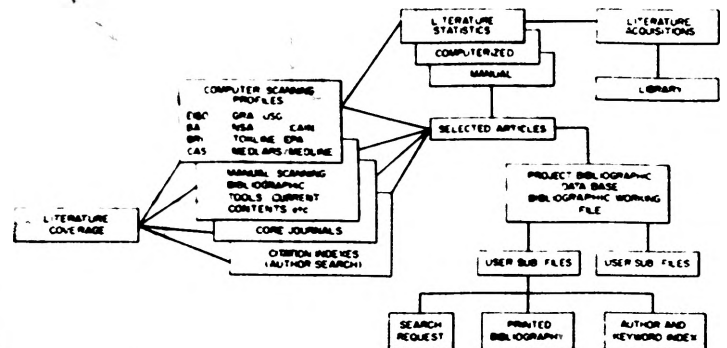 LITERATURE
COVERAGE
COMPUTER SCANNING
PROFILES
GRA USG
BA NSA CAIN
TOXLINE EPA
CAS MEDLARS/MEDLINE
MANUAL SCANNING
BIBLIOGRAPHIC
TOOLS CURRENT
CONTENTS etc
CORE JOURNALS
CITATION INDEXES
(AUTHOR SEARCH)
LITERATURE
STATISTICS
COMPUTERIZED
MANUAL
SELECTED ARTICLES
LITERATURE
ACQUISITIONS
LIBRARY
PROJECT BIBLIOGRAPHIC
DATA BASE
BIBLIOGRAPHIC WORKING
FILE
USER SUB FILES
USER SUB FILES
SEARCH
REQUEST
PRINTED
BIBLIOGRAPHY
AUTHOR AND
KEYWORD INDEX